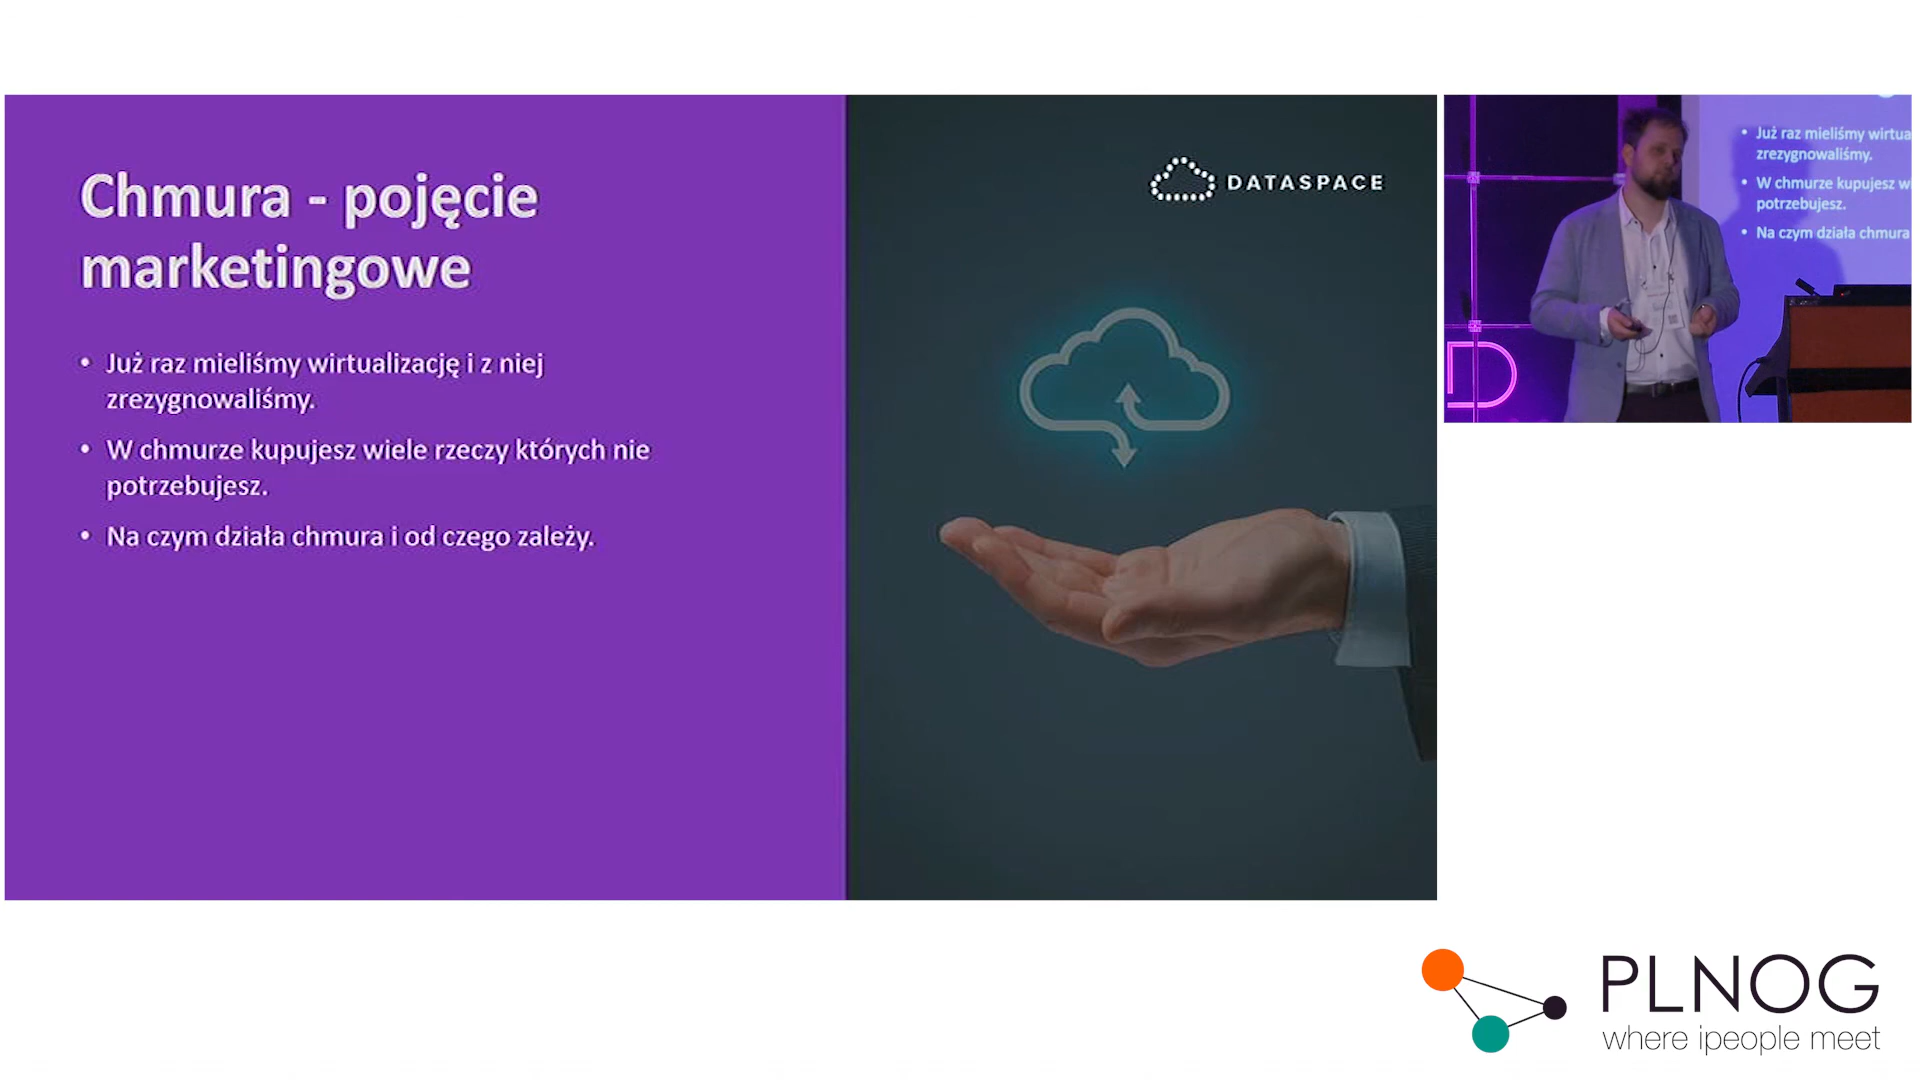 Chmura - pojęcie
marketingowe
• Już raz mieliśmy wirtualizację i z niej
zrezygnowaliśmy.
• W chmurze kupujesz wiele rzeczy których nie
potrzebujesz.
• Na czym działa chmura i od czego zależy.
DATASPACE
• Już raz mieliśmy wirtua
zrezygnowaliśmy.
• W chmurze kupujesz wi
potrzebujesz.
• Na czym działa chmura
D
PLNOG
where ipeople meet